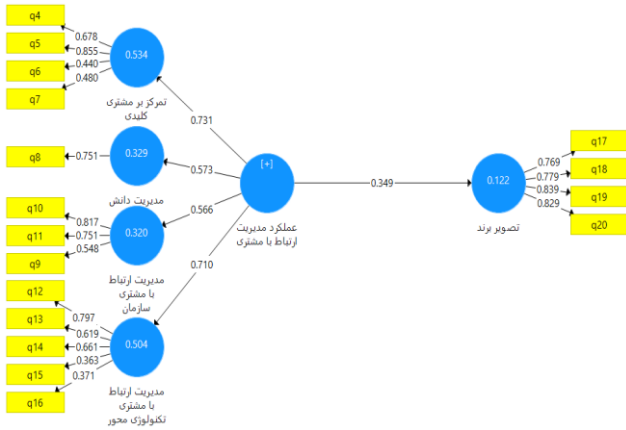 q4
q5
q6
q7
0.678
0.855
0.440
0.480
0.534
تمرکز بر مشتری
کلیدی
0.731
q8
0.751
0.329
مدیریت دانش
0.573
q10
q11
q9
0.817
0.751
0.548
0.320
مدیریت ارتباط
با مشتری
سازمان
0.566
q12
q13
q14
q15
q16
0.797
0.619
0.661
0.363
0.371
0.504
مدیریت ارتباط
با مشتری
تکنولوژی محور
0.710
[+]
عملکرد مدیریت
ارتباط با مشتری
0.349
0.122
تصویر برند
0.769
0.779
0.839
0.829
q17
q18
q19
q20